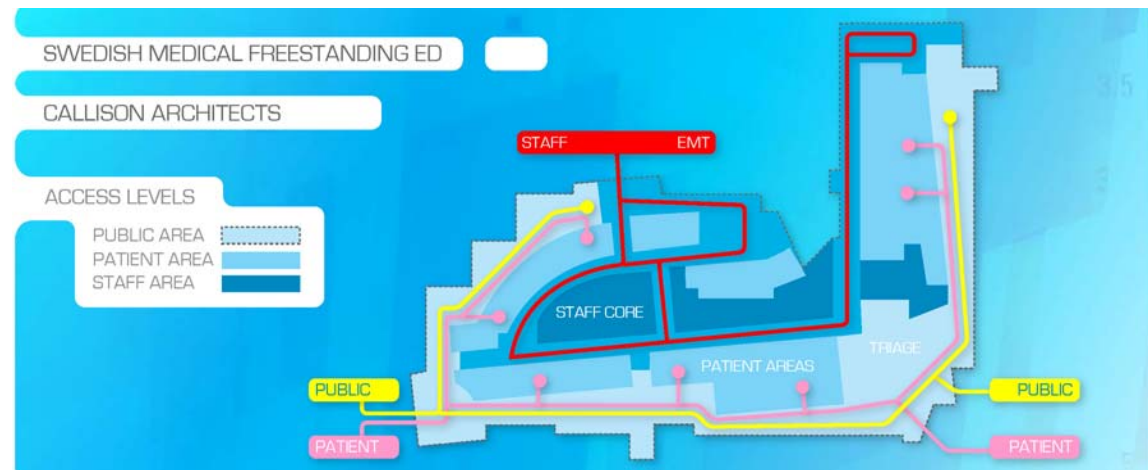 SWEDISH MEDICAL FREESTANDING ED
CALLISON ARCHITECTS
ACCESS LEVELS
PUBLIC AREA
PATIENT AREA
STAFF AREA
STAFF EMT
STAFF CORE
TRIAGE
PATIENT AREAS
PUBLIC
PUBLIC
PATIENT
PATIENT